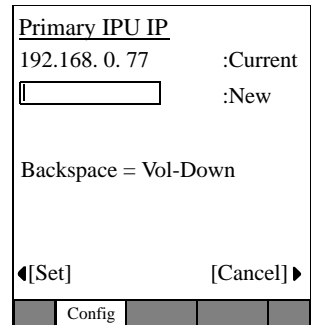 Primary IPU IP
192.168. 0. 77 :Current
:New
Backspace = Vol-Down
[Set] [Cancel]
Config